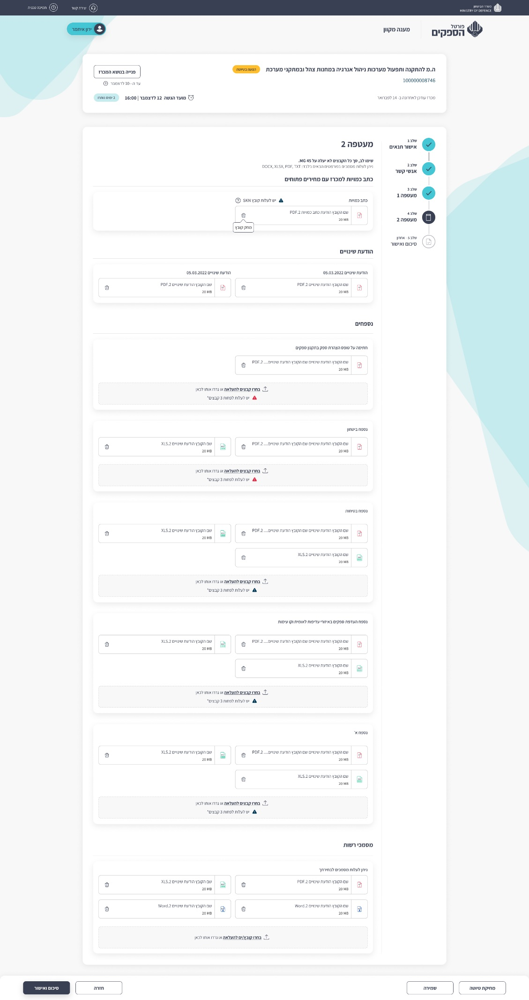 משרד הביטחון
MINISTRY OF DEFENCE
יצירת קשר
תמיכה טכנית
פורטל
הספקים
מענה מקוון
ירון איתמר
ה.מ להתקנה ותפעול מערכות ניהול אנרגיה במחנות צהל ובמתקני מערכת
הצעה בטיוטה
פנייה בנושא המכרז
100000008746
עד ה - 10 לדצמבר
מכרז עודכן לאחרונה ב- 14 לפברואר
מועד הגשה 12 לדצמבר | 16:00
2 ימים נותרו
שלב 1
אישור תנאים
שלב 2
אנשי קשר
שלב 3
מעטפה 1
שלב 4
מעטפה 2
שלב 5 - אחרון
סיכום ואישור
מעטפה 2
שימו לב, סך כל הקבצים לא יעלה על 45 MG.
ניתן לעלות מסמכים בפורמטים הבאים בלבד: DOCX, XLSX, PDF, TXT
כתב כמויות למכרז עם מחירים פתוחים
כתב כמויות
יש לעלות קובץ SKN
שם הקובץ הודעת כתב כמויות 2.PDF
20 MB
מחק קובץ
הודעת שינויים
הודעת שינויים 05.03.2022
הודעת שינויים 05.03.2022
שם הקובץ הודעת שינויים 2.PDF
20 MB
שם הקובץ הודעת שינויים 2.PDF
20 MB
נספחים
חתימה על טופס הצהרת ספק בתקנון ספקים
שם הקובץ הודעת שינויים שם הקובץ הודעת שינויים.... 2.PDF
20 MB
בחרו קבצים להעלאה או גררו אותו לכאן
יש לעלות לפחות 3 קבצים*
נספח ביטחון
שם הקובץ הודעת שינויים שם הקובץ הודעת שינויים.... 2.PDF
20 MB
שם הקובץ הודעת שינויים 2.XLS
20 MB
בחרו קבצים להעלאה או גררו אותו לכאן
יש לעלות לפחות 3 קבצים*
נספח בטיחות
שם הקובץ הודעת שינויים שם הקובץ הודעת שינויים.... 2.PDF
20 MB
שם הקובץ הודעת שינויים 2.XLS
20 MB
שם הקובץ הודעת שינויים 2.XLS
20 MB
בחרו קבצים להעלאה או גררו אותו לכאן
יש לעלות לפחות 3 קבצים*
נספח העדפת ספקים באיזורי עדיפות לאומית וקו עימות
שם הקובץ הודעת שינויים שם הקובץ הודעת שינויים.... 2.PDF
20 MB
שם הקובץ הודעת שינויים 2.XLS
20 MB
שם הקובץ הודעת שינויים 2.XLS
20 MB
בחרו קבצים להעלאה או גררו אותו לכאן
יש לעלות לפחות 3 קבצים*
נספח א'
שם הקובץ הודעת שינויים שם הקובץ הודעת שינויים.... 2.PDF
20 MB
שם הקובץ הודעת שינויים 2.XLS
20 MB
שם הקובץ הודעת שינויים 2.XLS
20 MB
בחרו קבצים להעלאה או גררו אותו לכאן
יש לעלות לפחות 3 קבצים*
מסמכי רשות
ניתן לעלות מסמכים לבחירתך
שם הקובץ הודעת שינויים 2.PDF
20 MB
שם הקובץ הודעת שינויים 2.XLS
20 MB
שם הקובץ הודעת שינויים 2.Word
20 MB
שם הקובץ הודעת שינויים 2.Word
20 MB
בחרו קובץ/ים להעלאה או גררו אותו לכאן
מחיקת טיוטה
שמירה
חזרה
סיכום ואישור